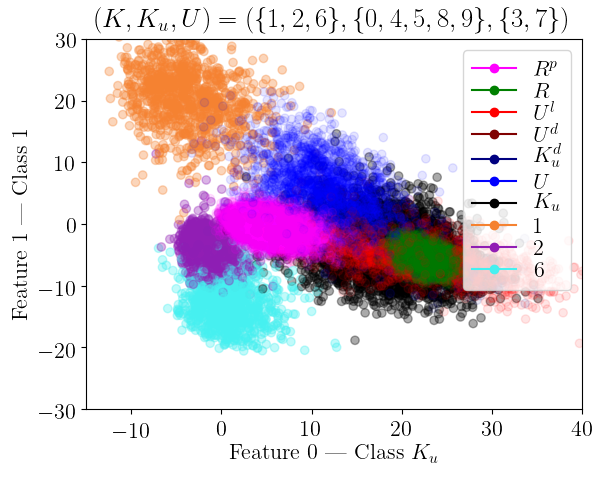 (K, K_u, U) = ({1, 2, 6}, {0, 4, 5, 8, 9}, {3, 7})
30
20
10
0
−10
−20
−30
Feature 1 — Class 1
R^p
R
U^l
U^d
K_u^d
U
K_u
1
2
6
−10 0 10 20 30 40
Feature 0 — Class K_u